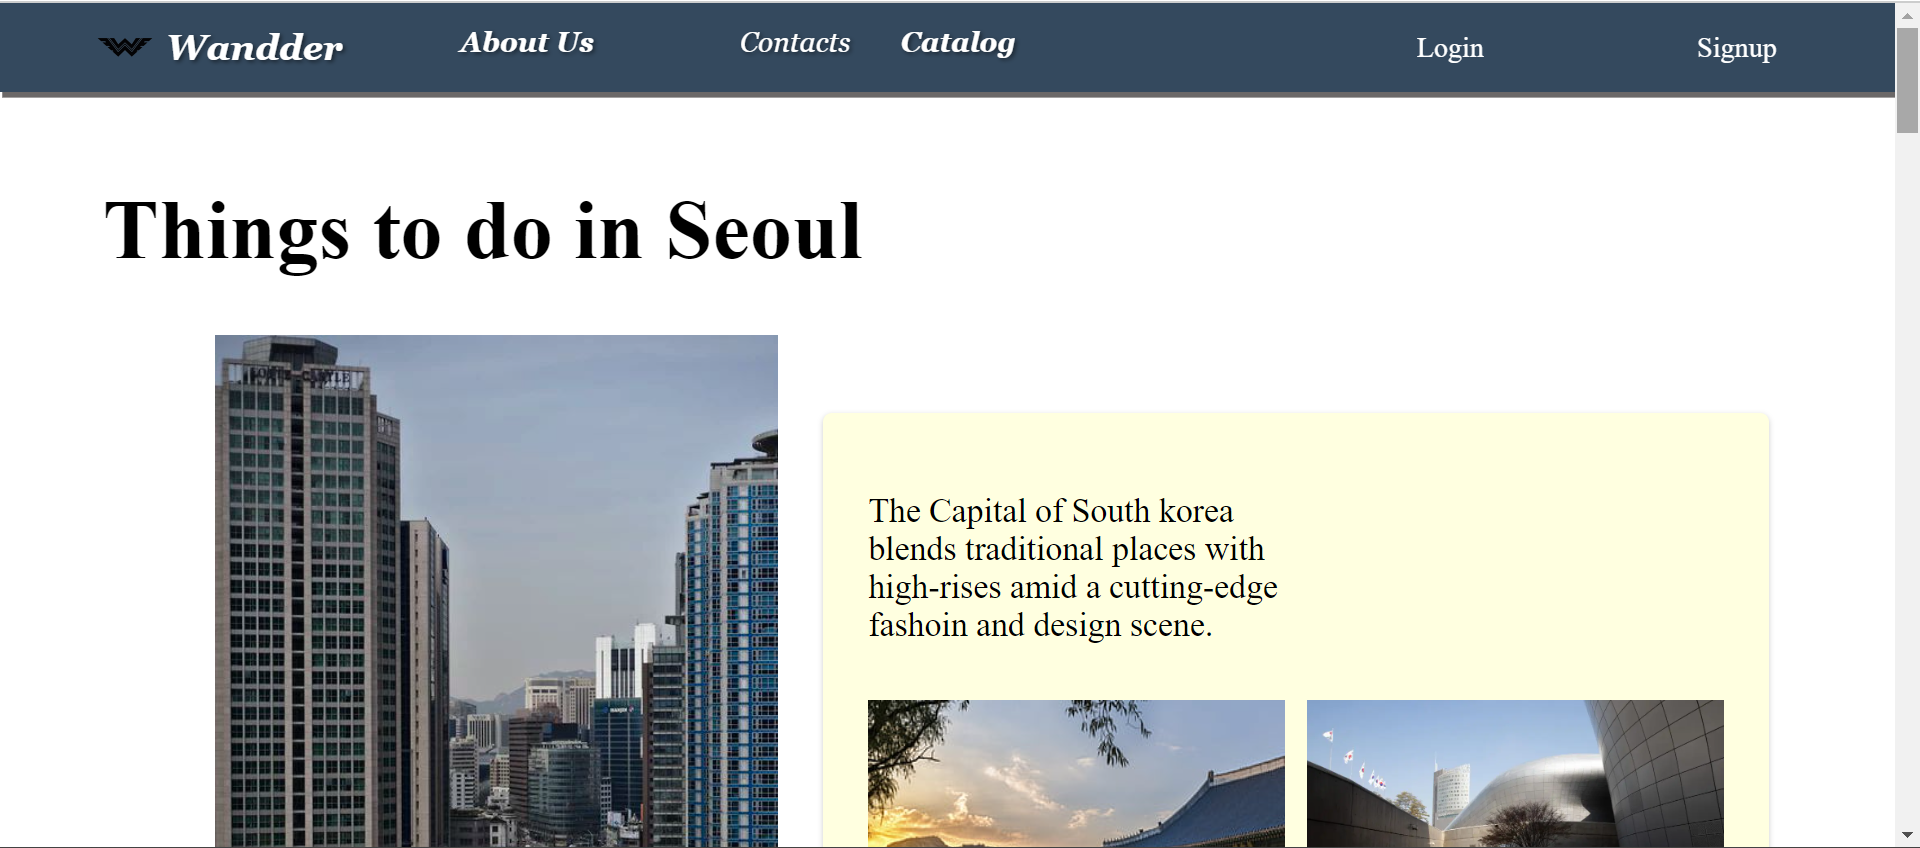 Wandder About Us Contacts Catalog Login Signup
Things to do in Seoul
The Capital of South korea
blends traditional places with
high-rises amid a cutting-edge
fashoin and design scene.